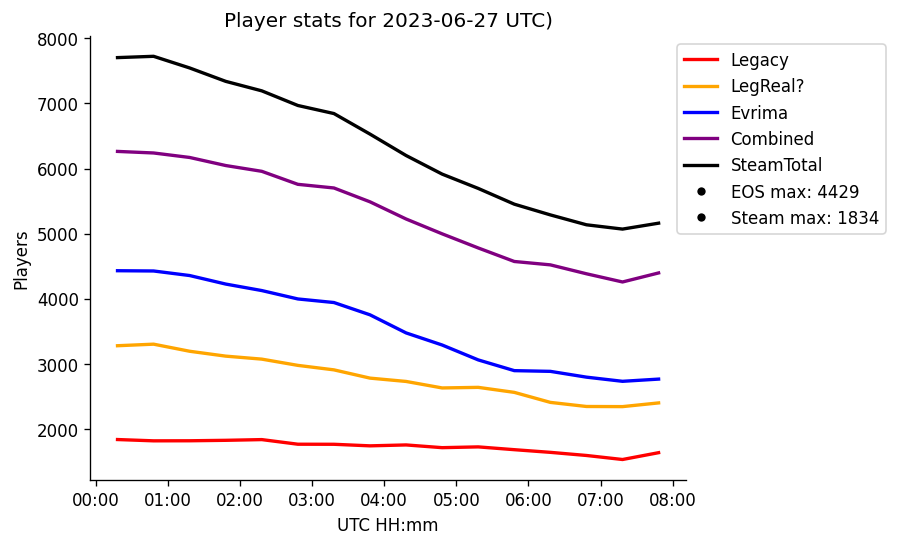 Player stats for 2023-06-27 UTC)
8000
7000
6000
5000
4000
3000
2000
Players
00:00 01:00 02:00 03:00 04:00 05:00 06:00 07:00 08:00
UTC HH:mm
Legacy
LegReal?
Evrima
Combined
SteamTotal
EOS max: 4429
Steam max: 1834